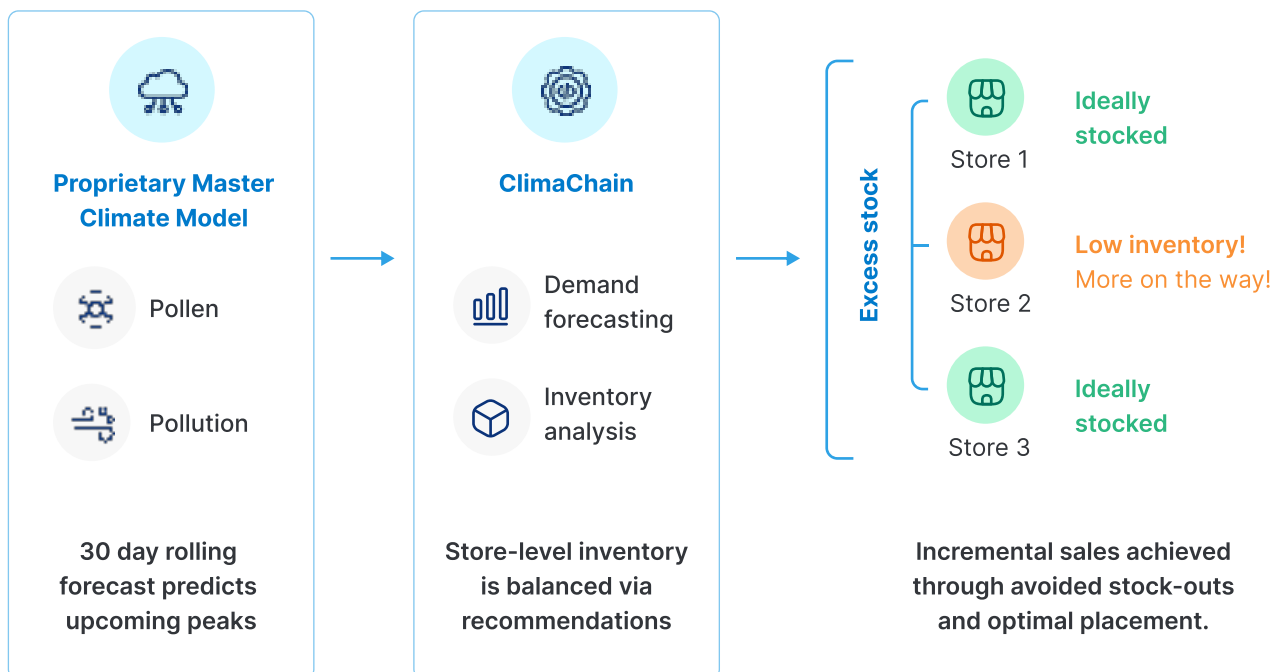 Proprietary Master
Climate Model
Pollen
Pollution
30 day rolling
forecast predicts
upcoming peaks
ClimaChain
Demand
forecasting
Inventory
analysis
Store-level inventory
is balanced via
recommendations
Excess stock
Store 1
Ideally
stocked
Store 2
Low inventory!
More on the way!
Store 3
Ideally
stocked
Incremental sales achieved
through avoided stock-outs
and optimal placement.